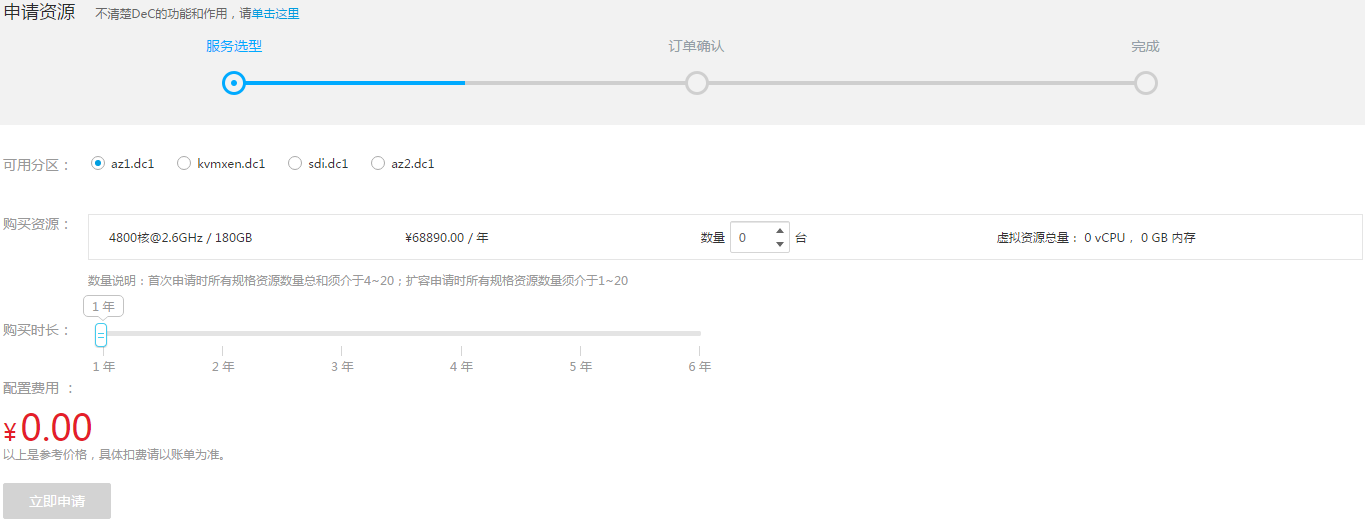 申请资源 不清楚DeC的功能和作用，请单击这里
服务选型 订单确认 完成
可用分区： az1.dc1 kvmxen.dc1 sdi.dc1 az2.dc1
购买资源： 4800核@2.6GHz / 180GB ¥68890.00 / 年 数量 0 台 虚拟资源总量： 0 vCPU ， 0 GB 内存
数量说明：首次申请时所有规格资源数量总和须介于4~20；扩容申请时所有规格资源数量须介于1~20
1 年
购买时长：
1 年 2 年 3 年 4 年 5 年 6 年
配置费用 ：
¥0.00
以上是参考价格，具体扣费请以账单为准。
立即申请